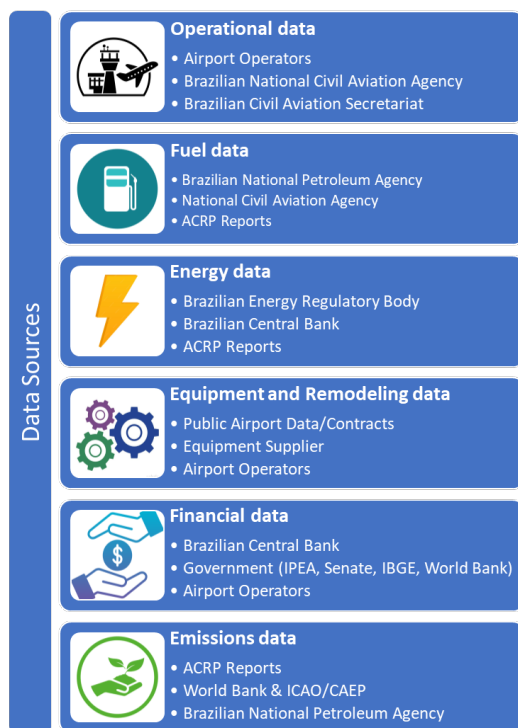 Data Sources
Operational data
• Airport Operators
• Brazilian National Civil Aviation Agency
• Brazilian Civil Aviation Secretariat
Fuel data
• Brazilian National Petroleum Agency
• National Civil Aviation Agency
• ACRP Reports
Energy data
• Brazilian Energy Regulatory Body
• Brazilian Central Bank
• ACRP Reports
Equipment and Remodeling data
• Public Airport Data/Contracts
• Equipment Supplier
• Airport Operators
Financial data
• Brazilian Central Bank
• Government (IPEA, Senate, IBGE, World Bank)
• Airport Operators
$
Emissions data
• ACRP Reports
• World Bank & ICAO/CAEP
• Brazilian National Petroleum Agency